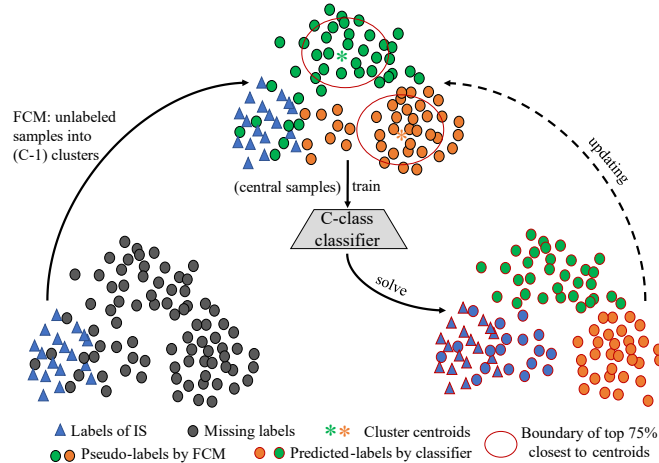 FCM: unlabeled
samples into
(C-1) clusters
(central samples) train
C-class
classifier
solve
updating
Labels of IS
Missing labels
Cluster centroids
Pseudo-labels by FCM
Predicted-labels by classifier
Boundary of top 75%
closest to centroids